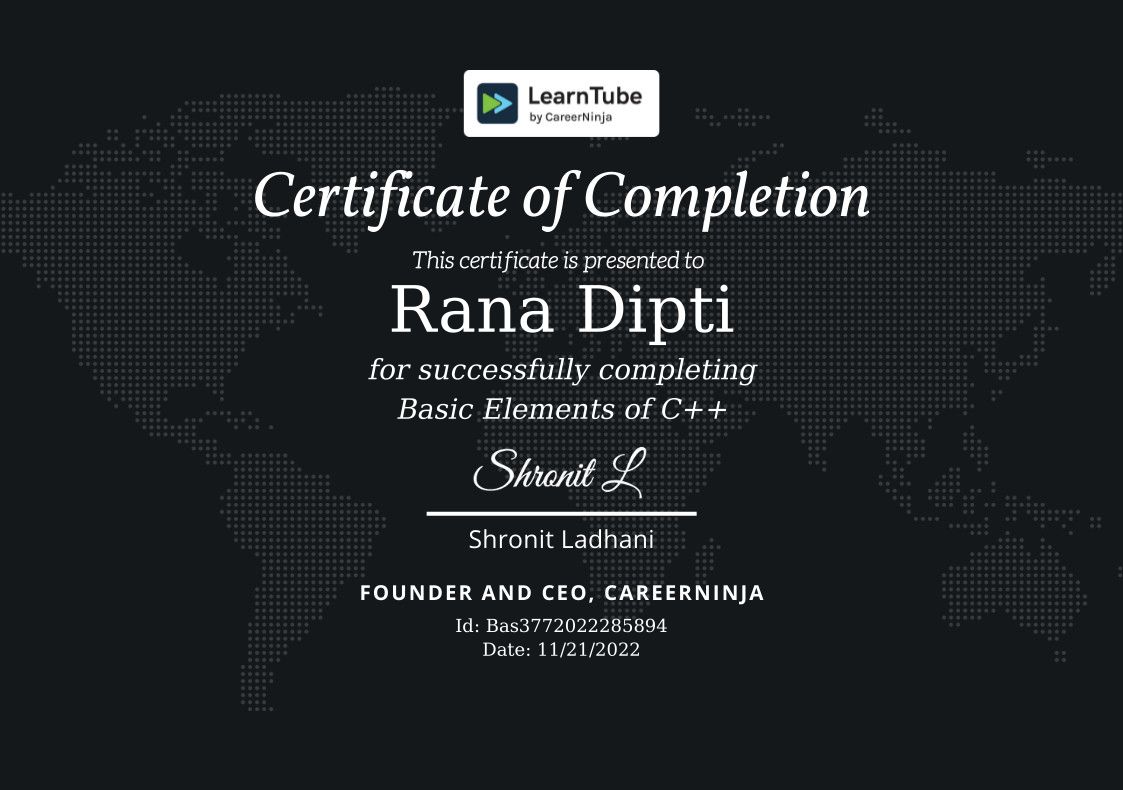 LearnTube
by CareerNinja
Certificate of Completion
This certificate is presented to
Rana Dipti
for successfully completing
Basic Elements of C++
Shronit L
Shronit Ladhani
FOUNDER AND CEO, CAREERNINJA
Id: Bas3772022285894
Date: 11/21/2022